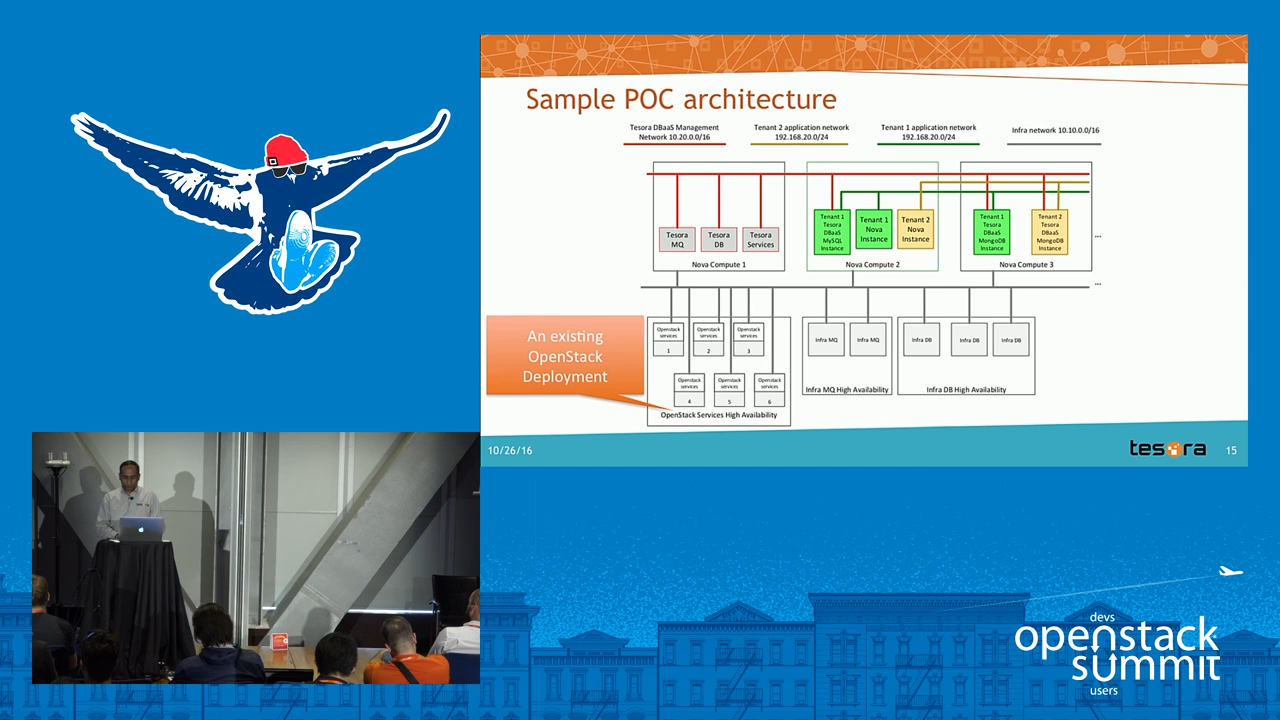 Sample POC architecture
Tesora DBaaS Management
Network 10.20.0.0/16
Tenant 2 application network
192.168.20.0/24
Tenant 1 application network
192.168.20.0/24
Infra network 10.10.0.0/16
Tesora
MQ
Tesora
DB
Tesora
Services
Nova Compute 1
Tenant 1
Tesora
DBaaS
MySQL
Instance
Tenant 1
Nova
Instance
Tenant 2
Nova
Instance
Nova Compute 2
Tenant 1
Tesora
DBaaS
MongoDB
Instance
Tenant 2
Tesora
DBaaS
MongoDB
Instance
Nova Compute 3
...
...
An existing
OpenStack
Deployment
Openstack
services
1
Openstack
services
2
Openstack
services
3
Openstack
services
4
Openstack
services
5
Openstack
services
6
OpenStack Services High Availability
Infra MQ
Infra MQ
Infra MQ High Availability
Infra DB
Infra DB
Infra DB
Infra DB High Availability
10/26/16
tesora
15
devs
openstack
summit
users